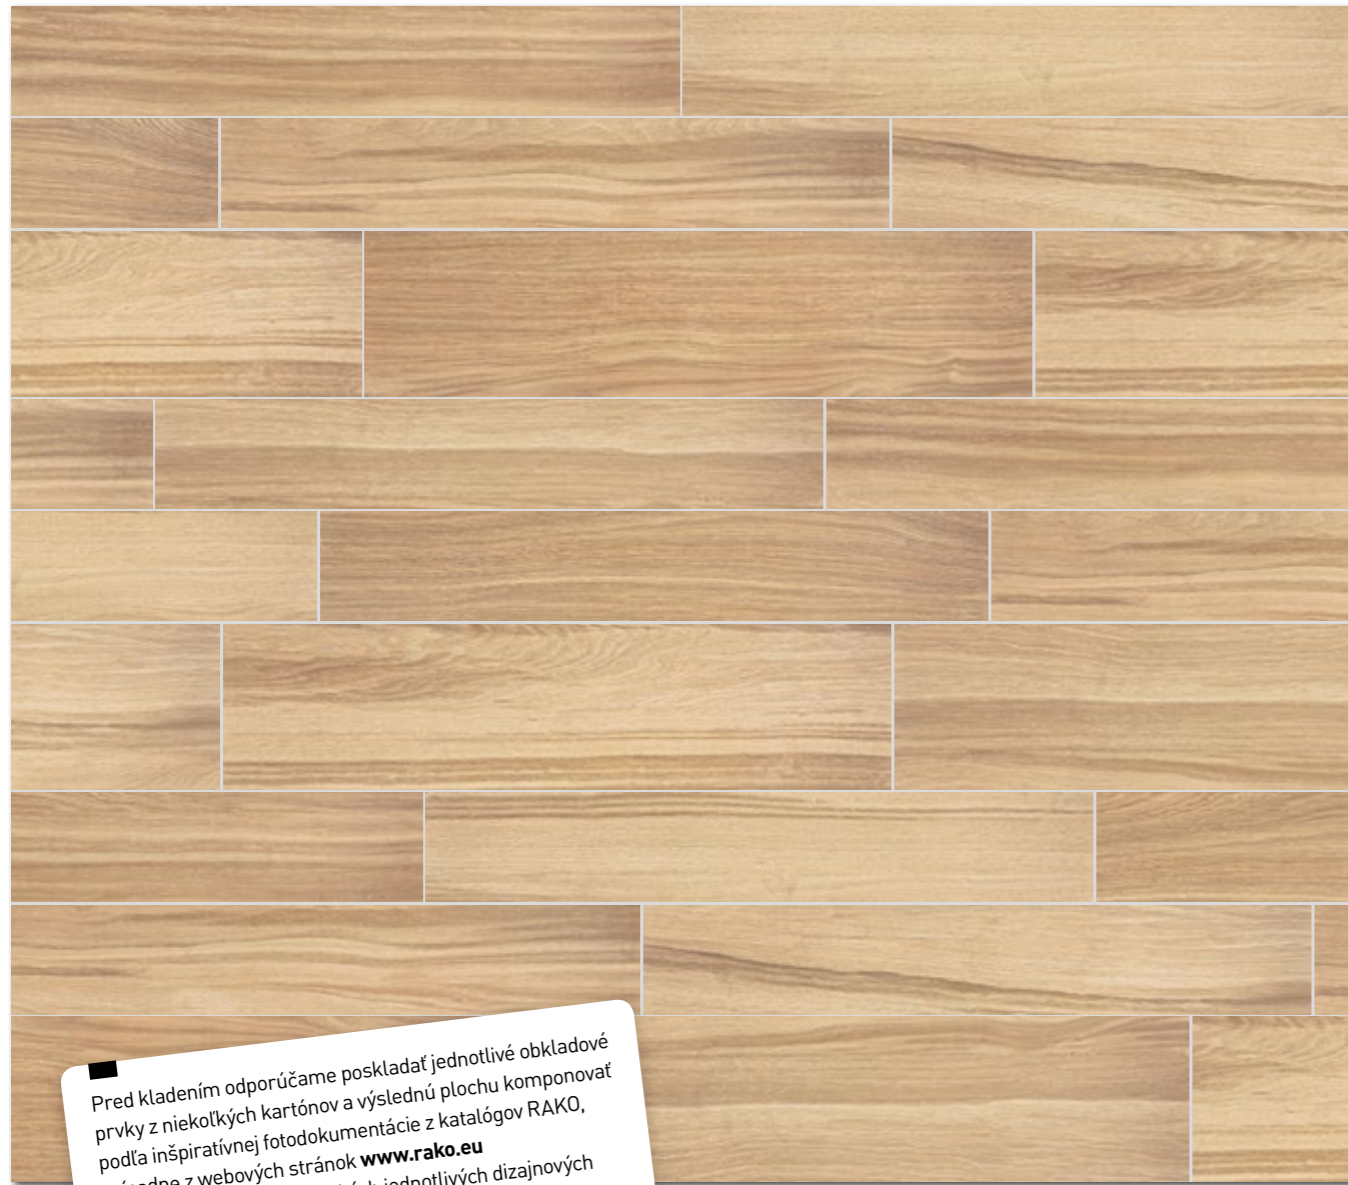 Pred kladením odporúčame poskladať jednotlivé obkladové
prvky z niekoľkých kartónov a výslednú plochu komponovať
podľa inšpiratívnej fotodokumentácie z katalógov RAKO,
z webových stránok www.rako.eu
jednotlivých dizajnových